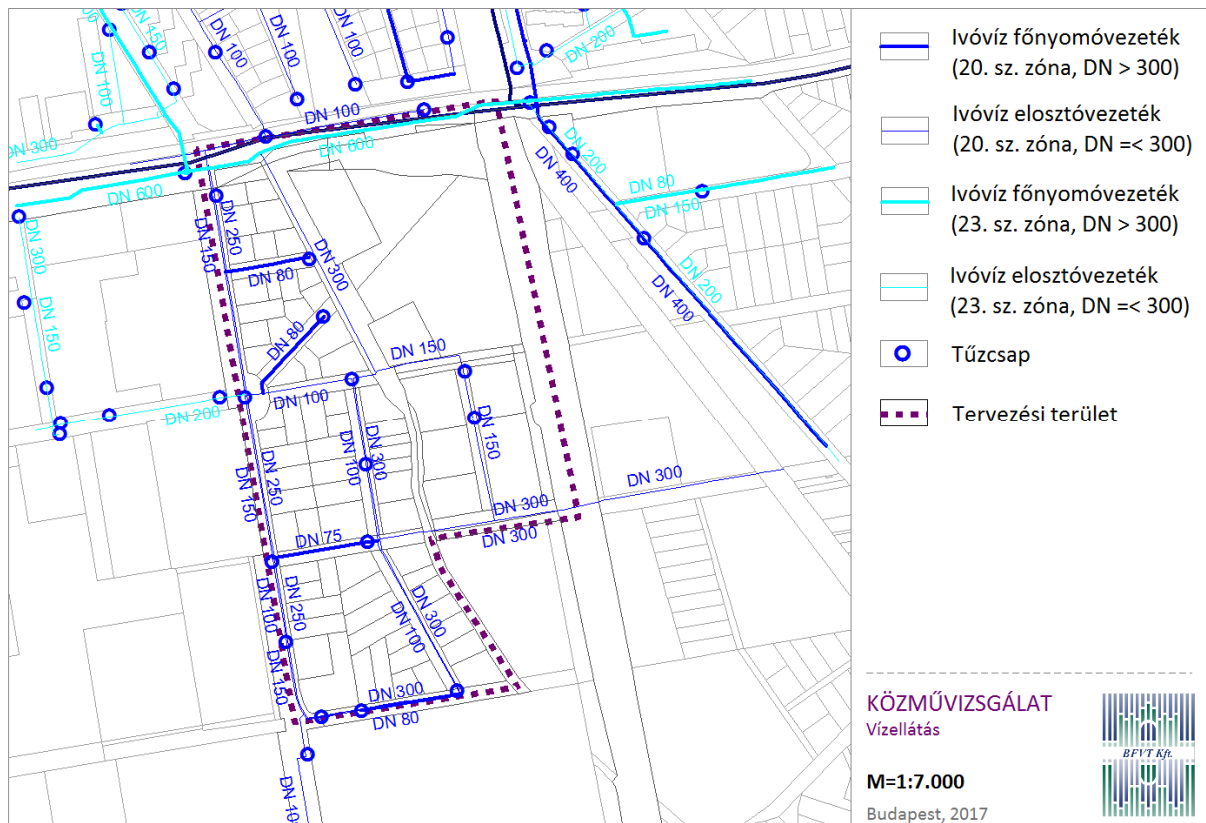 DN 150
DN 100
DN 100
DN 100
DN 100
DN 200
DN 300
DN 100
DN 600
DN 600
DN 200
DN 400
DN 80
DN 150
DN 200
DN 400
DN 300
DN 150
DN 200
DN 250
DN 150
DN 80
DN 300
DN 80
DN 150
DN 100
DN 150
DN 300
DN 100
DN 250
DN 150
DN 75
DN 300
DN 300
DN 300
DN 250
DN 100
DN 150
DN 300
DN 100
DN 300
DN 80
Ivóvíz főnyomóvezeték
(20. sz. zóna, DN > 300)
Ivóvíz elosztóvezeték
(20. sz. zóna, DN =< 300)
Ivóvíz főnyomóvezeték
(23. sz. zóna, DN > 300)
Ivóvíz elosztóvezeték
(23. sz. zóna, DN =< 300)
Tűzcsap
Tervezési terület
KÖZMŰVIZSGÁLAT
Vízellátás
BFVT Kft.
M=1:7.000
Budapest, 2017